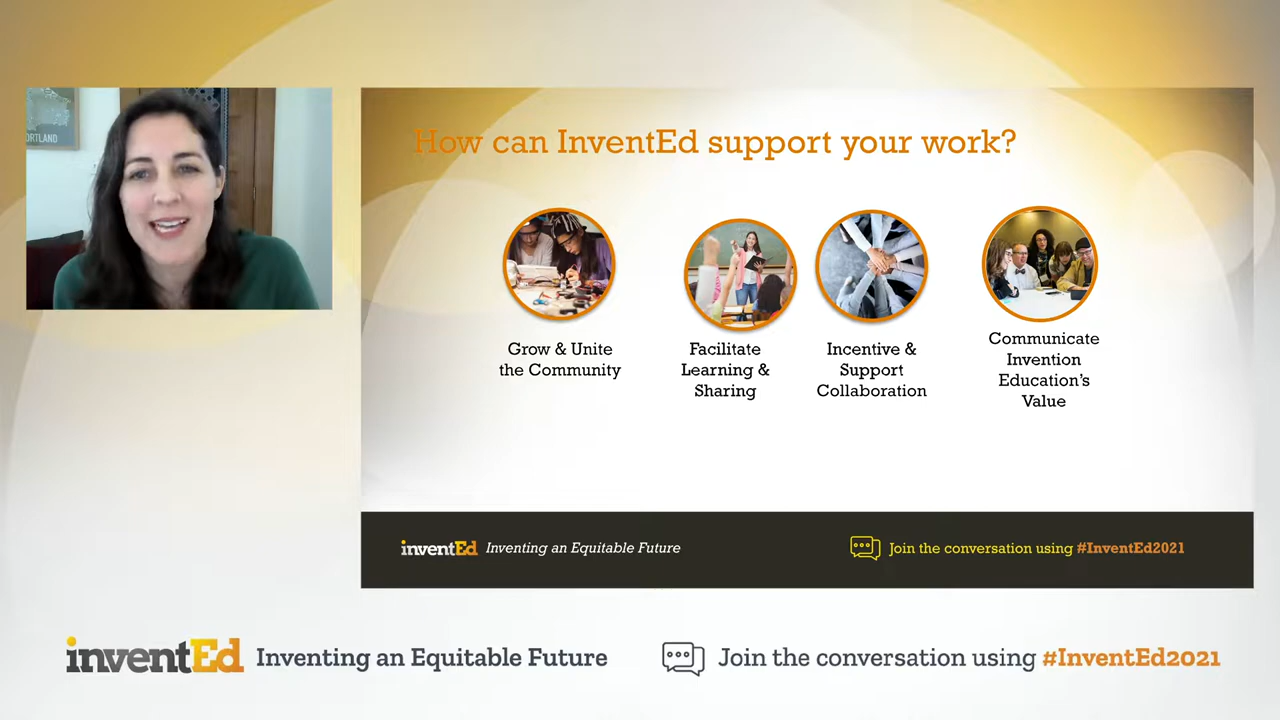 ORTLAND
How can InventEd support your work?
Grow & Unite
the Community
Facilitate
Learning &
Sharing
Incentive &
Support
Collaboration
Communicate
Invention
Education's
Value
inventEd Inventing an Equitable Future
Join the conversation using #InventEd2021
inventEd Inventing an Equitable Future
Join the conversation using #InventEd2021